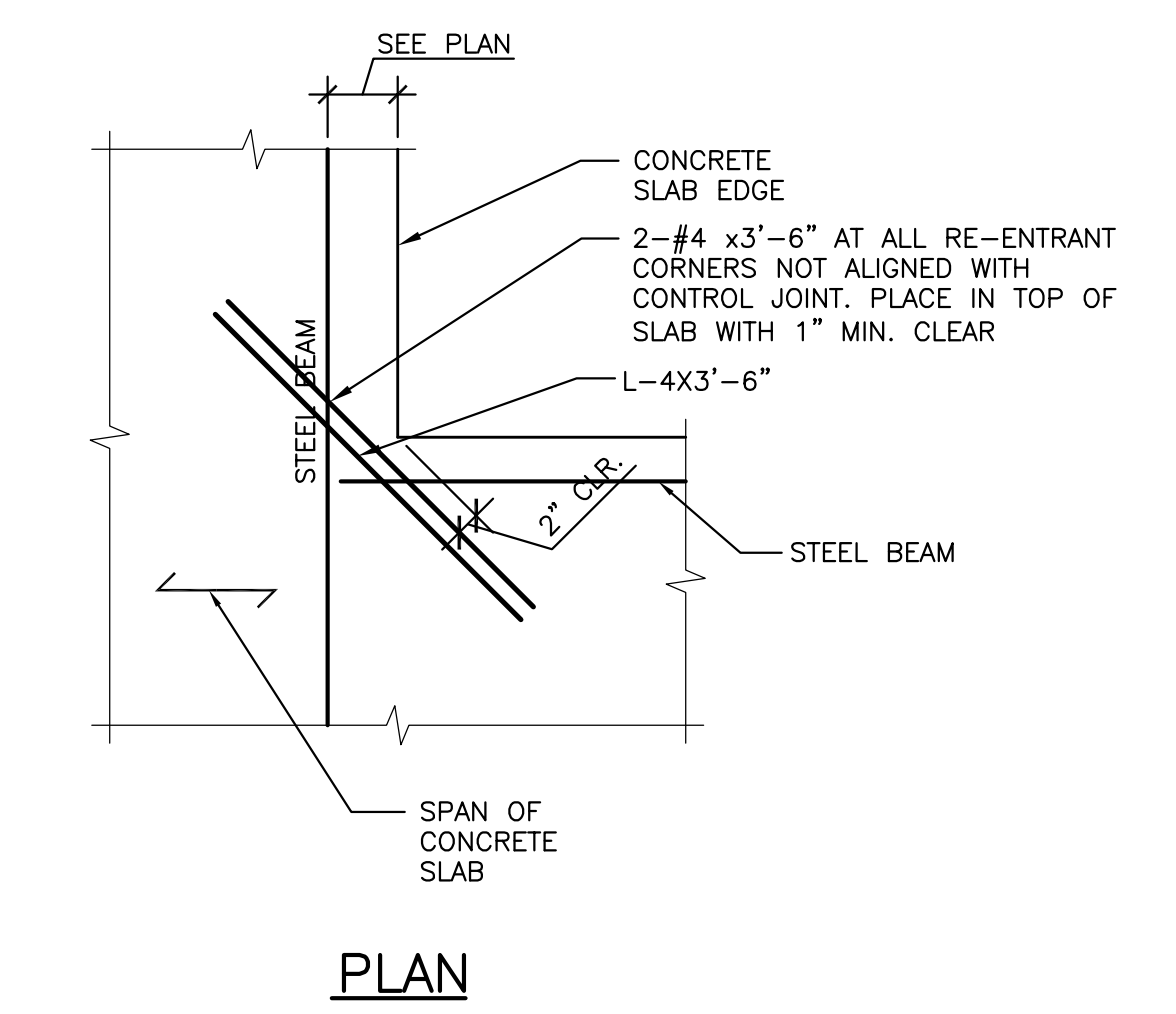 SEE PLAN
CONCRETE
SLAB EDGE
2-#4 x3'-6" AT ALL RE-ENTRANT
CORNERS NOT ALIGNED WITH
CONTROL JOINT. PLACE IN TOP OF
SLAB WITH 1" MIN. CLEAR
L-4X3'-6"
STEEL BEAM
2" CLR.
STEEL BEAM
SPAN OF
CONCRETE
SLAB
PLAN